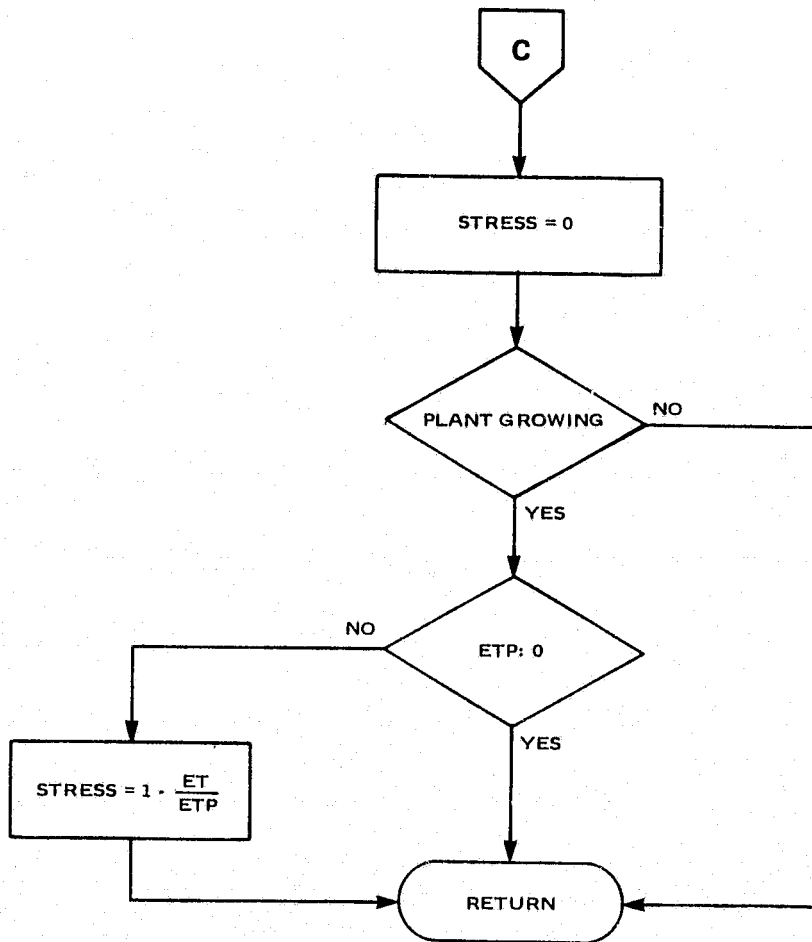 C
STRESS = 0
PLANT GROWING
NO
YES
NO
ETP: 0
YES
STRESS = 1 - ET
ETP
RETURN